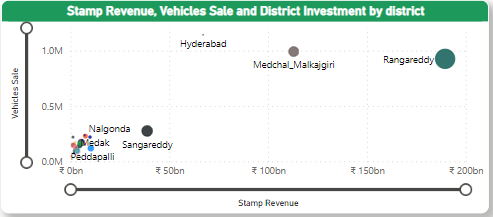 Stamp Revenue, Vehicles Sale and District Investment by district
Hyderabad
1.0M
Medchal_Malkajgiri
Rangareddy
Vehicles Sale
0.5M
Nalgonda
Medak
Sangareddy
Peddapalli
0.0M
₹ 0bn
₹ 50bn
₹ 100bn
₹ 150bn
₹ 200bn
Stamp Revenue